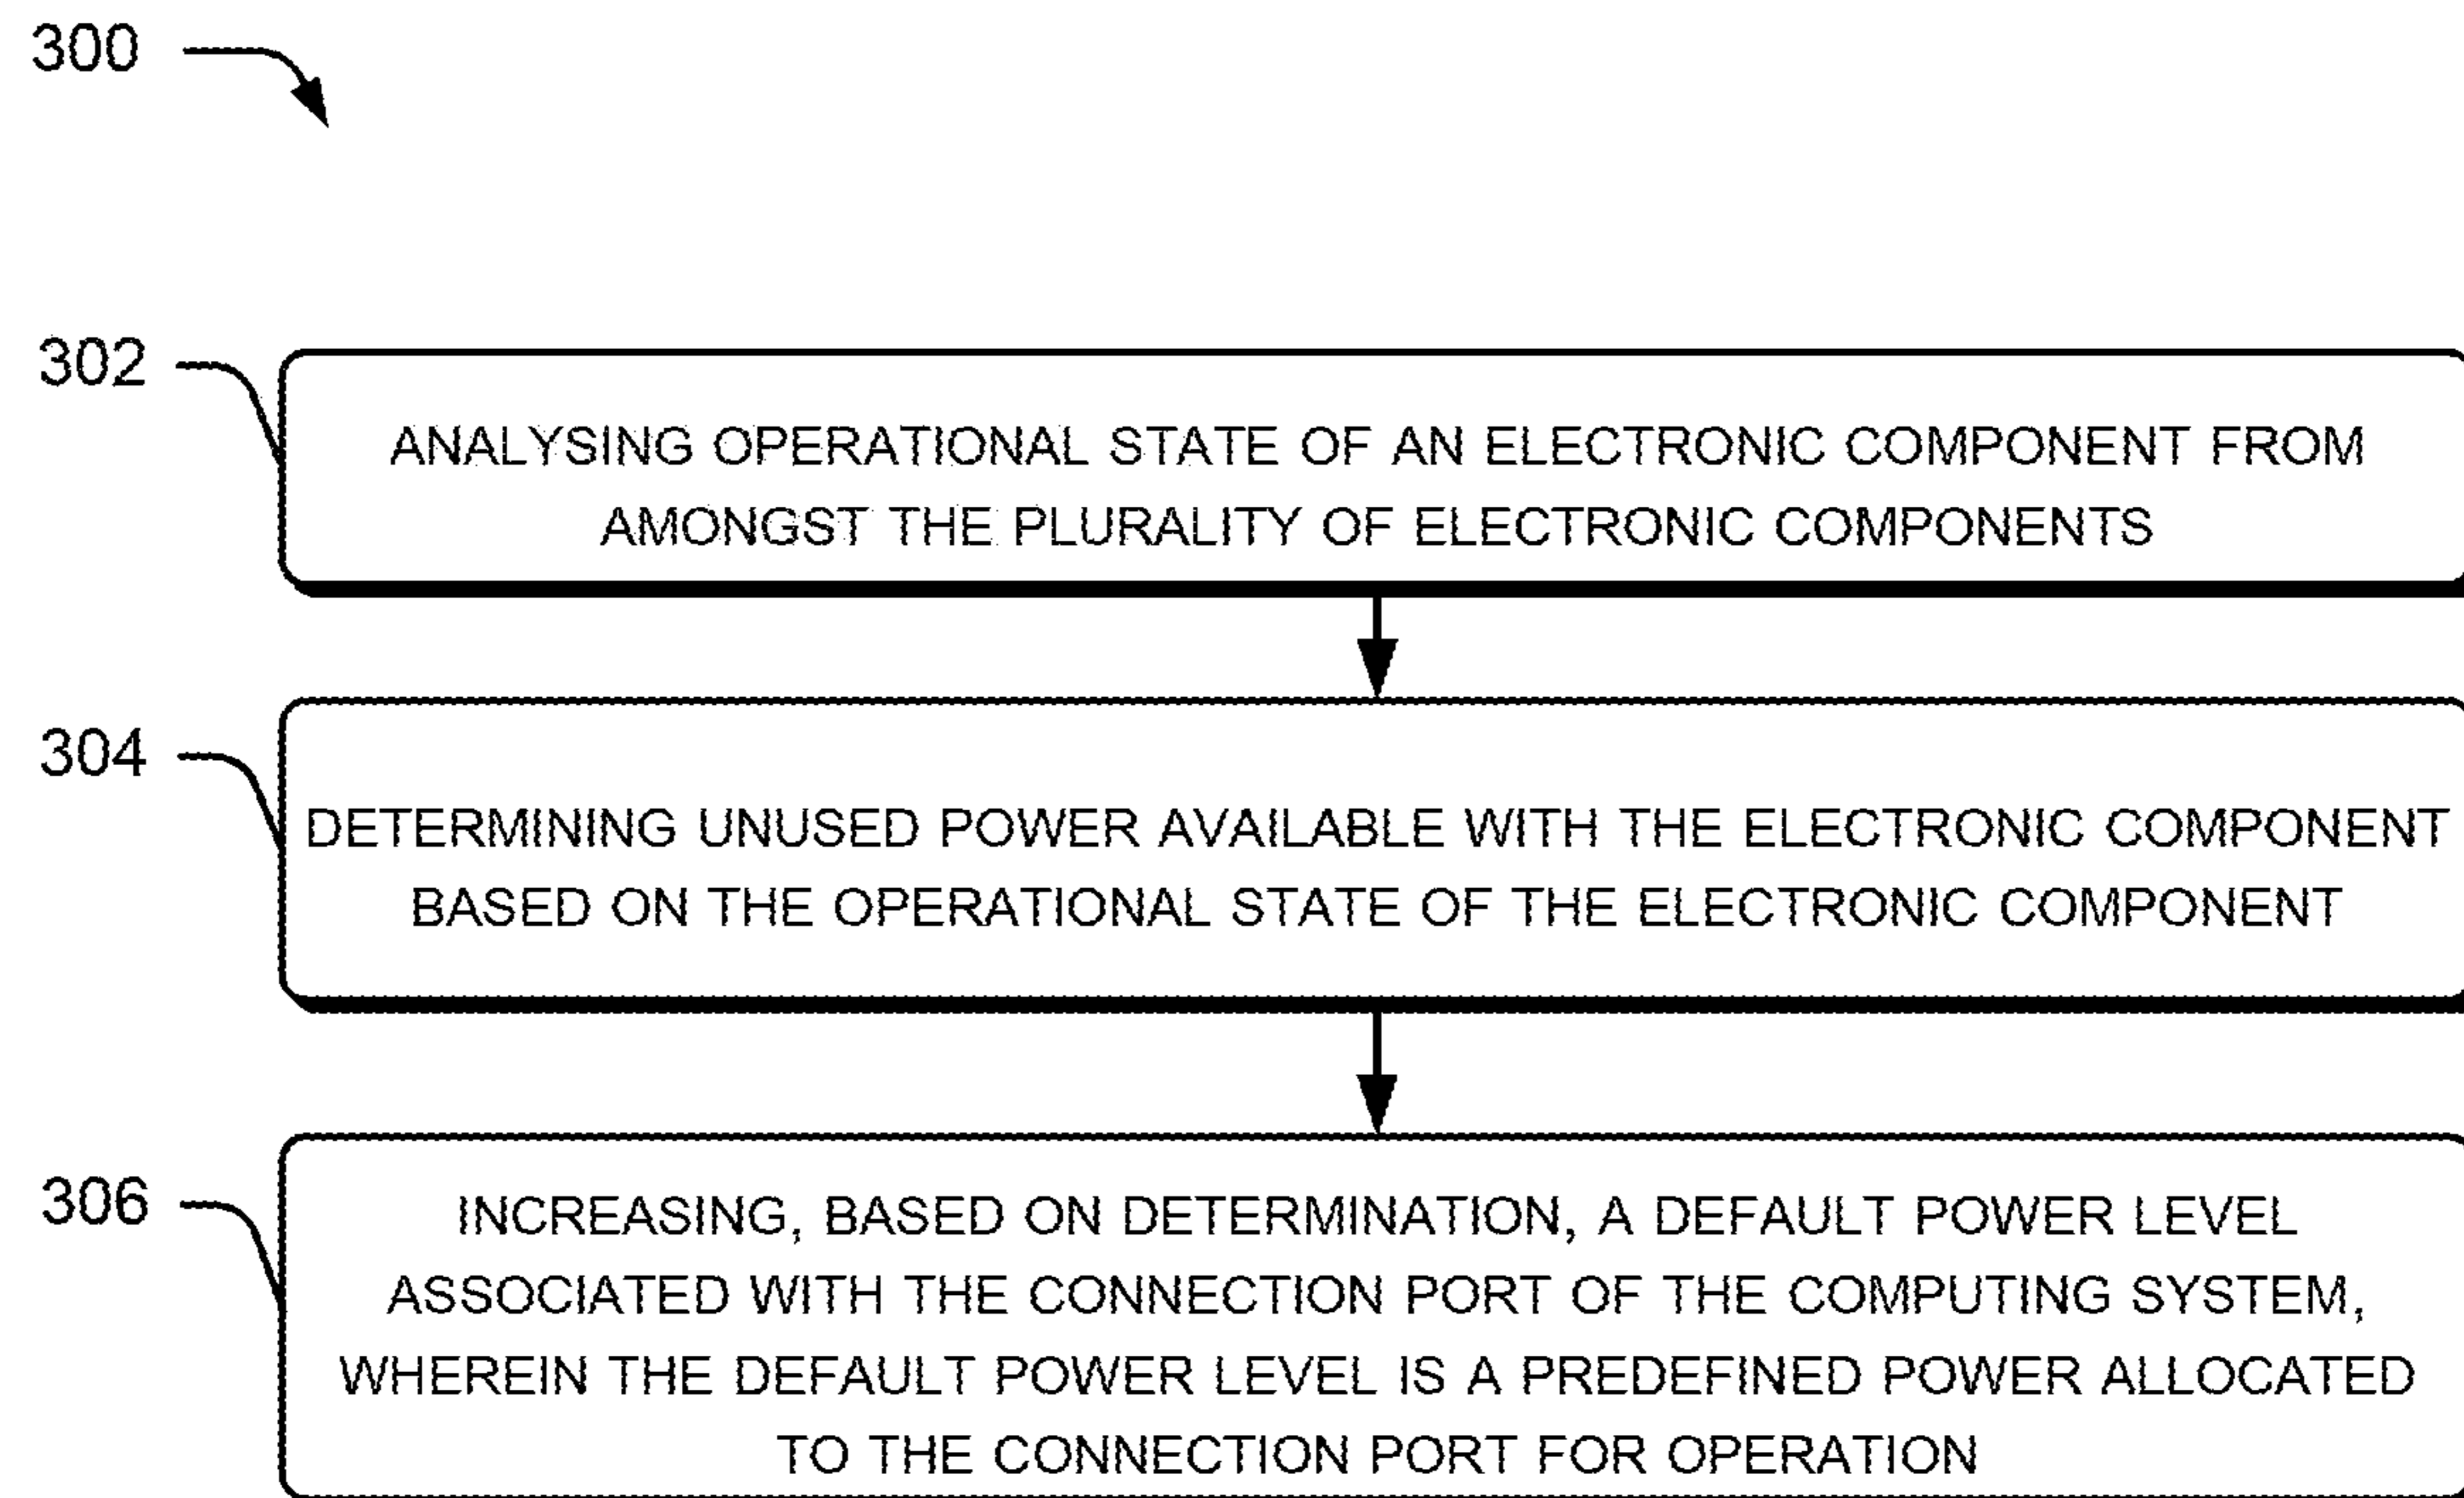 300
302
ANALYSING OPERATIONAL STATE OF AN ELECTRONIC COMPONENT FROM
AMONGST THE PLURALITY OF ELECTRONIC COMPONENTS
304
DETERMINING UNUSED POWER AVAILABLE WITH THE ELECTRONIC COMPONENT
BASED ON THE OPERATIONAL STATE OF THE ELECTRONIC COMPONENT
306
INCREASING, BASED ON DETERMINATION, A DEFAULT POWER LEVEL
ASSOCIATED WITH THE CONNECTION PORT OF THE COMPUTING SYSTEM,
WHEREIN THE DEFAULT POWER LEVEL IS A PREDEFINED POWER ALLOCATED
TO THE CONNECTION PORT FOR OPERATION